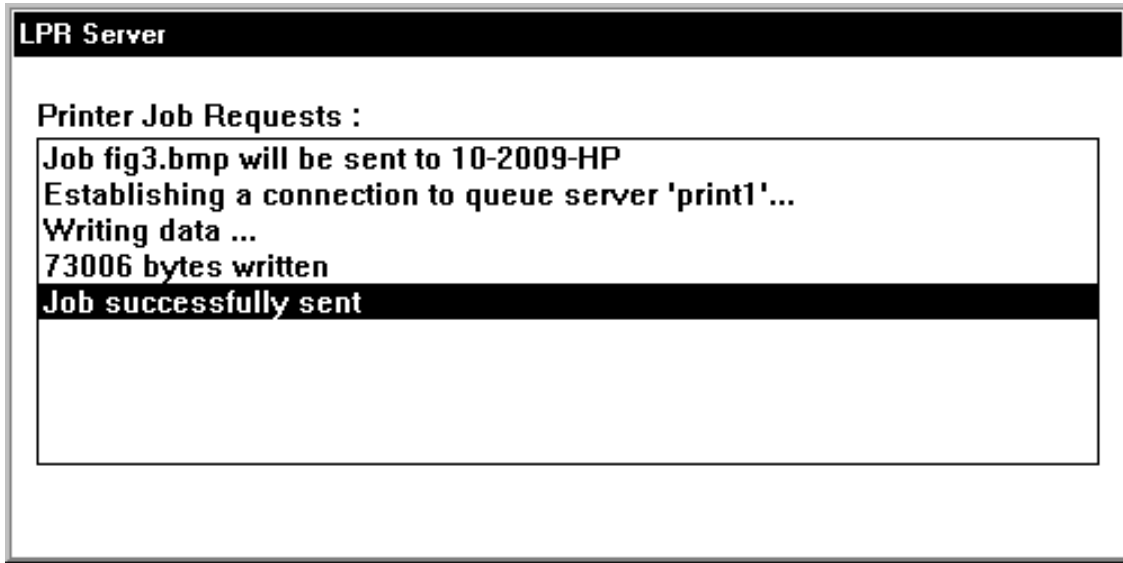 LPR Server
Printer Job Requests :
Job fig3.bmp will be sent to 10-2009-HP
Establishing a connection to queue server 'print1'...
Writing data ...
73006 bytes written
Job successfully sent